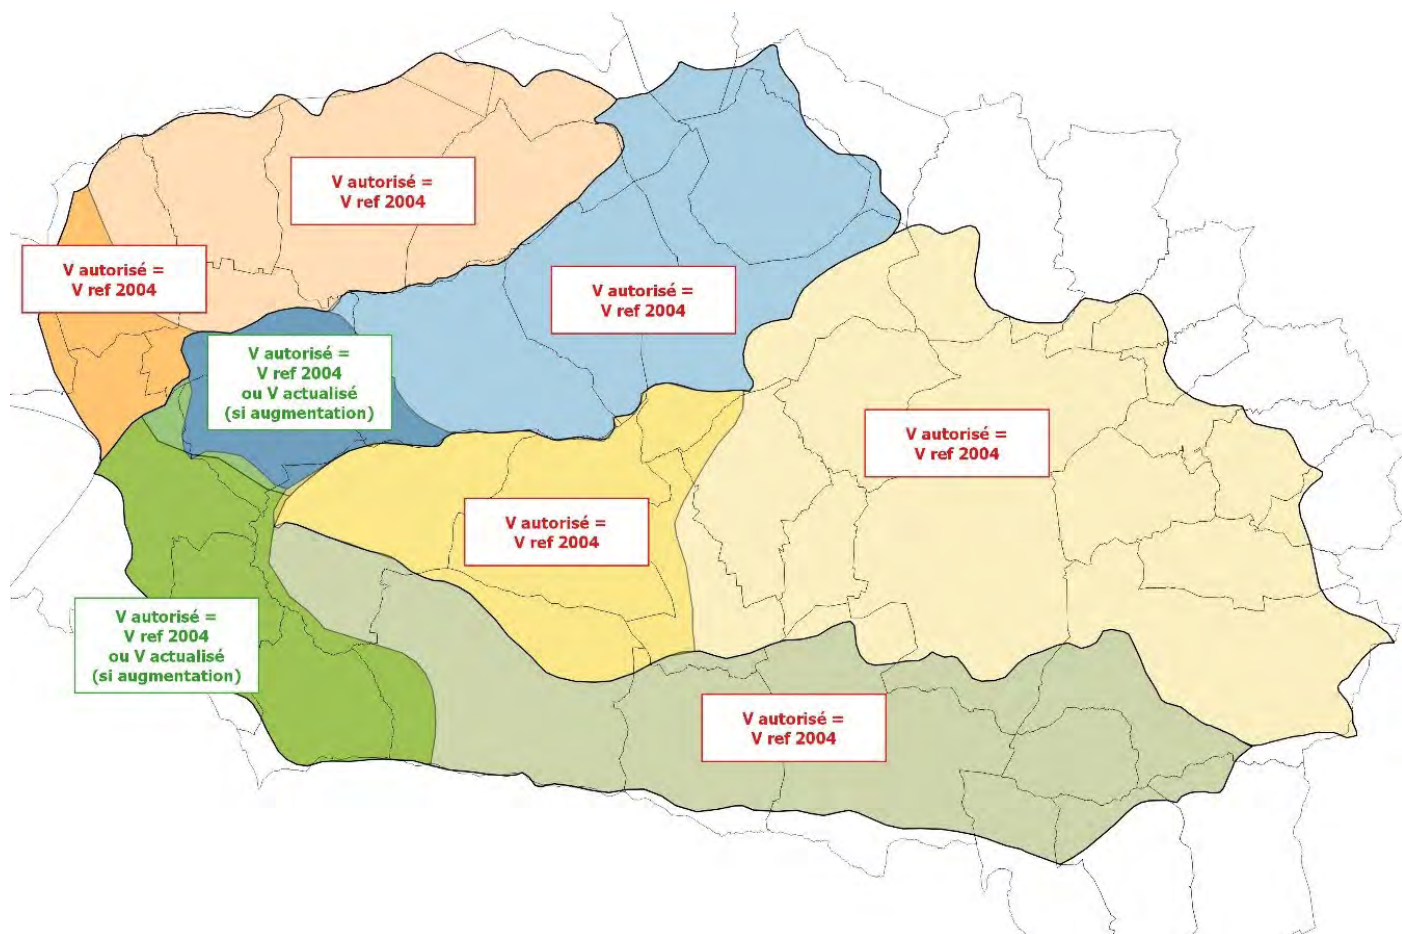 V autorisé =
V ref 2004
V autorisé =
V ref 2004
V autorisé =
V ref 2004
V autorisé =
V ref 2004
ou V actualisé
(si augmentation)
V autorisé =
V ref 2004
V autorisé =
V ref 2004
V autorisé =
V ref 2004
ou V actualisé
(si augmentation)
V autorisé =
V ref 2004